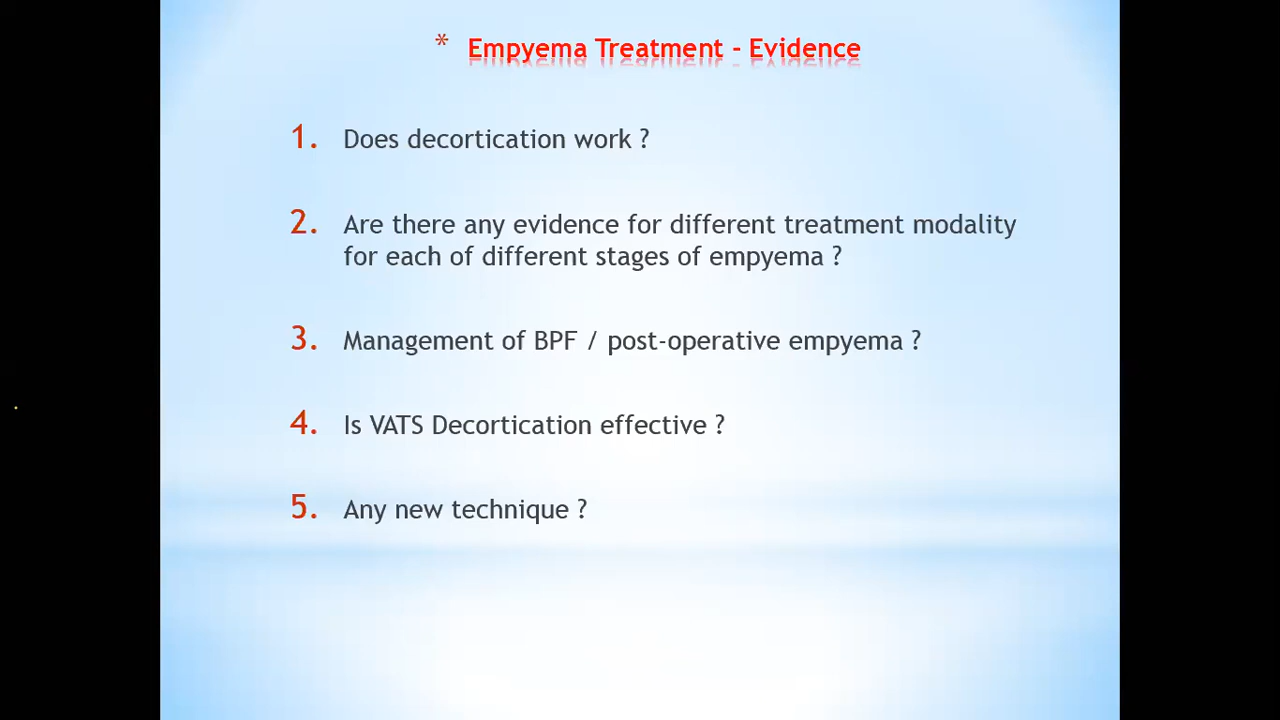 * Empyema Treatment - Evidence
1. Does decortication work ?
2. Are there any evidence for different treatment modality
for each of different stages of empyema ?
3. Management of BPF / post-operative empyema ?
4. Is VATS Decortication effective ?
5. Any new technique ?